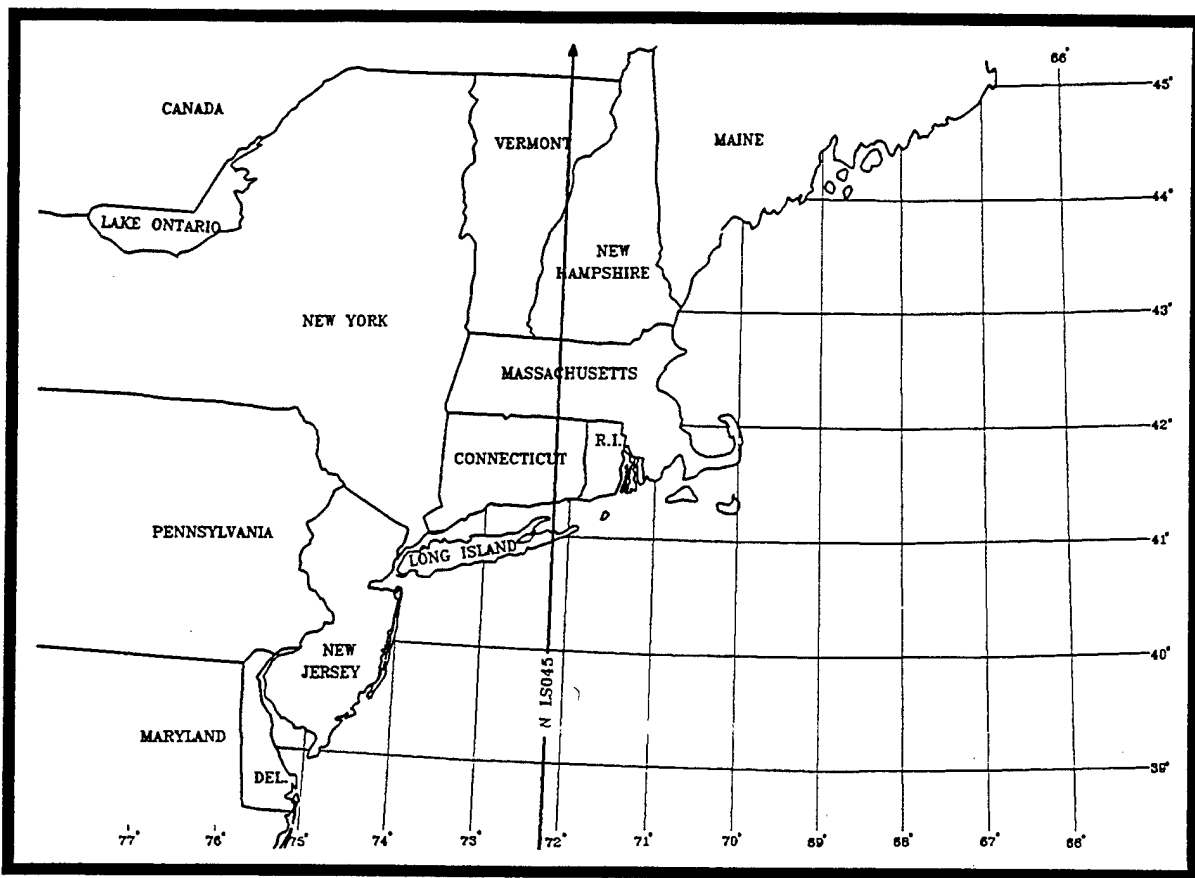 66°
45°
CANADA
VERMONT
MAINE
44°
LAKE ONTARIO
NEW
HAMPSHIRE
43°
NEW YORK
MASSACHUSETTS
42°
R.I.
CONNECTICUT
PENNSYLVANIA
41°
LONG ISLAND
40°
NEW
JERSEY
N LS045
MARYLAND
39°
DEL.
77° 76° 75° 74° 73° 72° 71° 70° 69° 68° 67° 66°